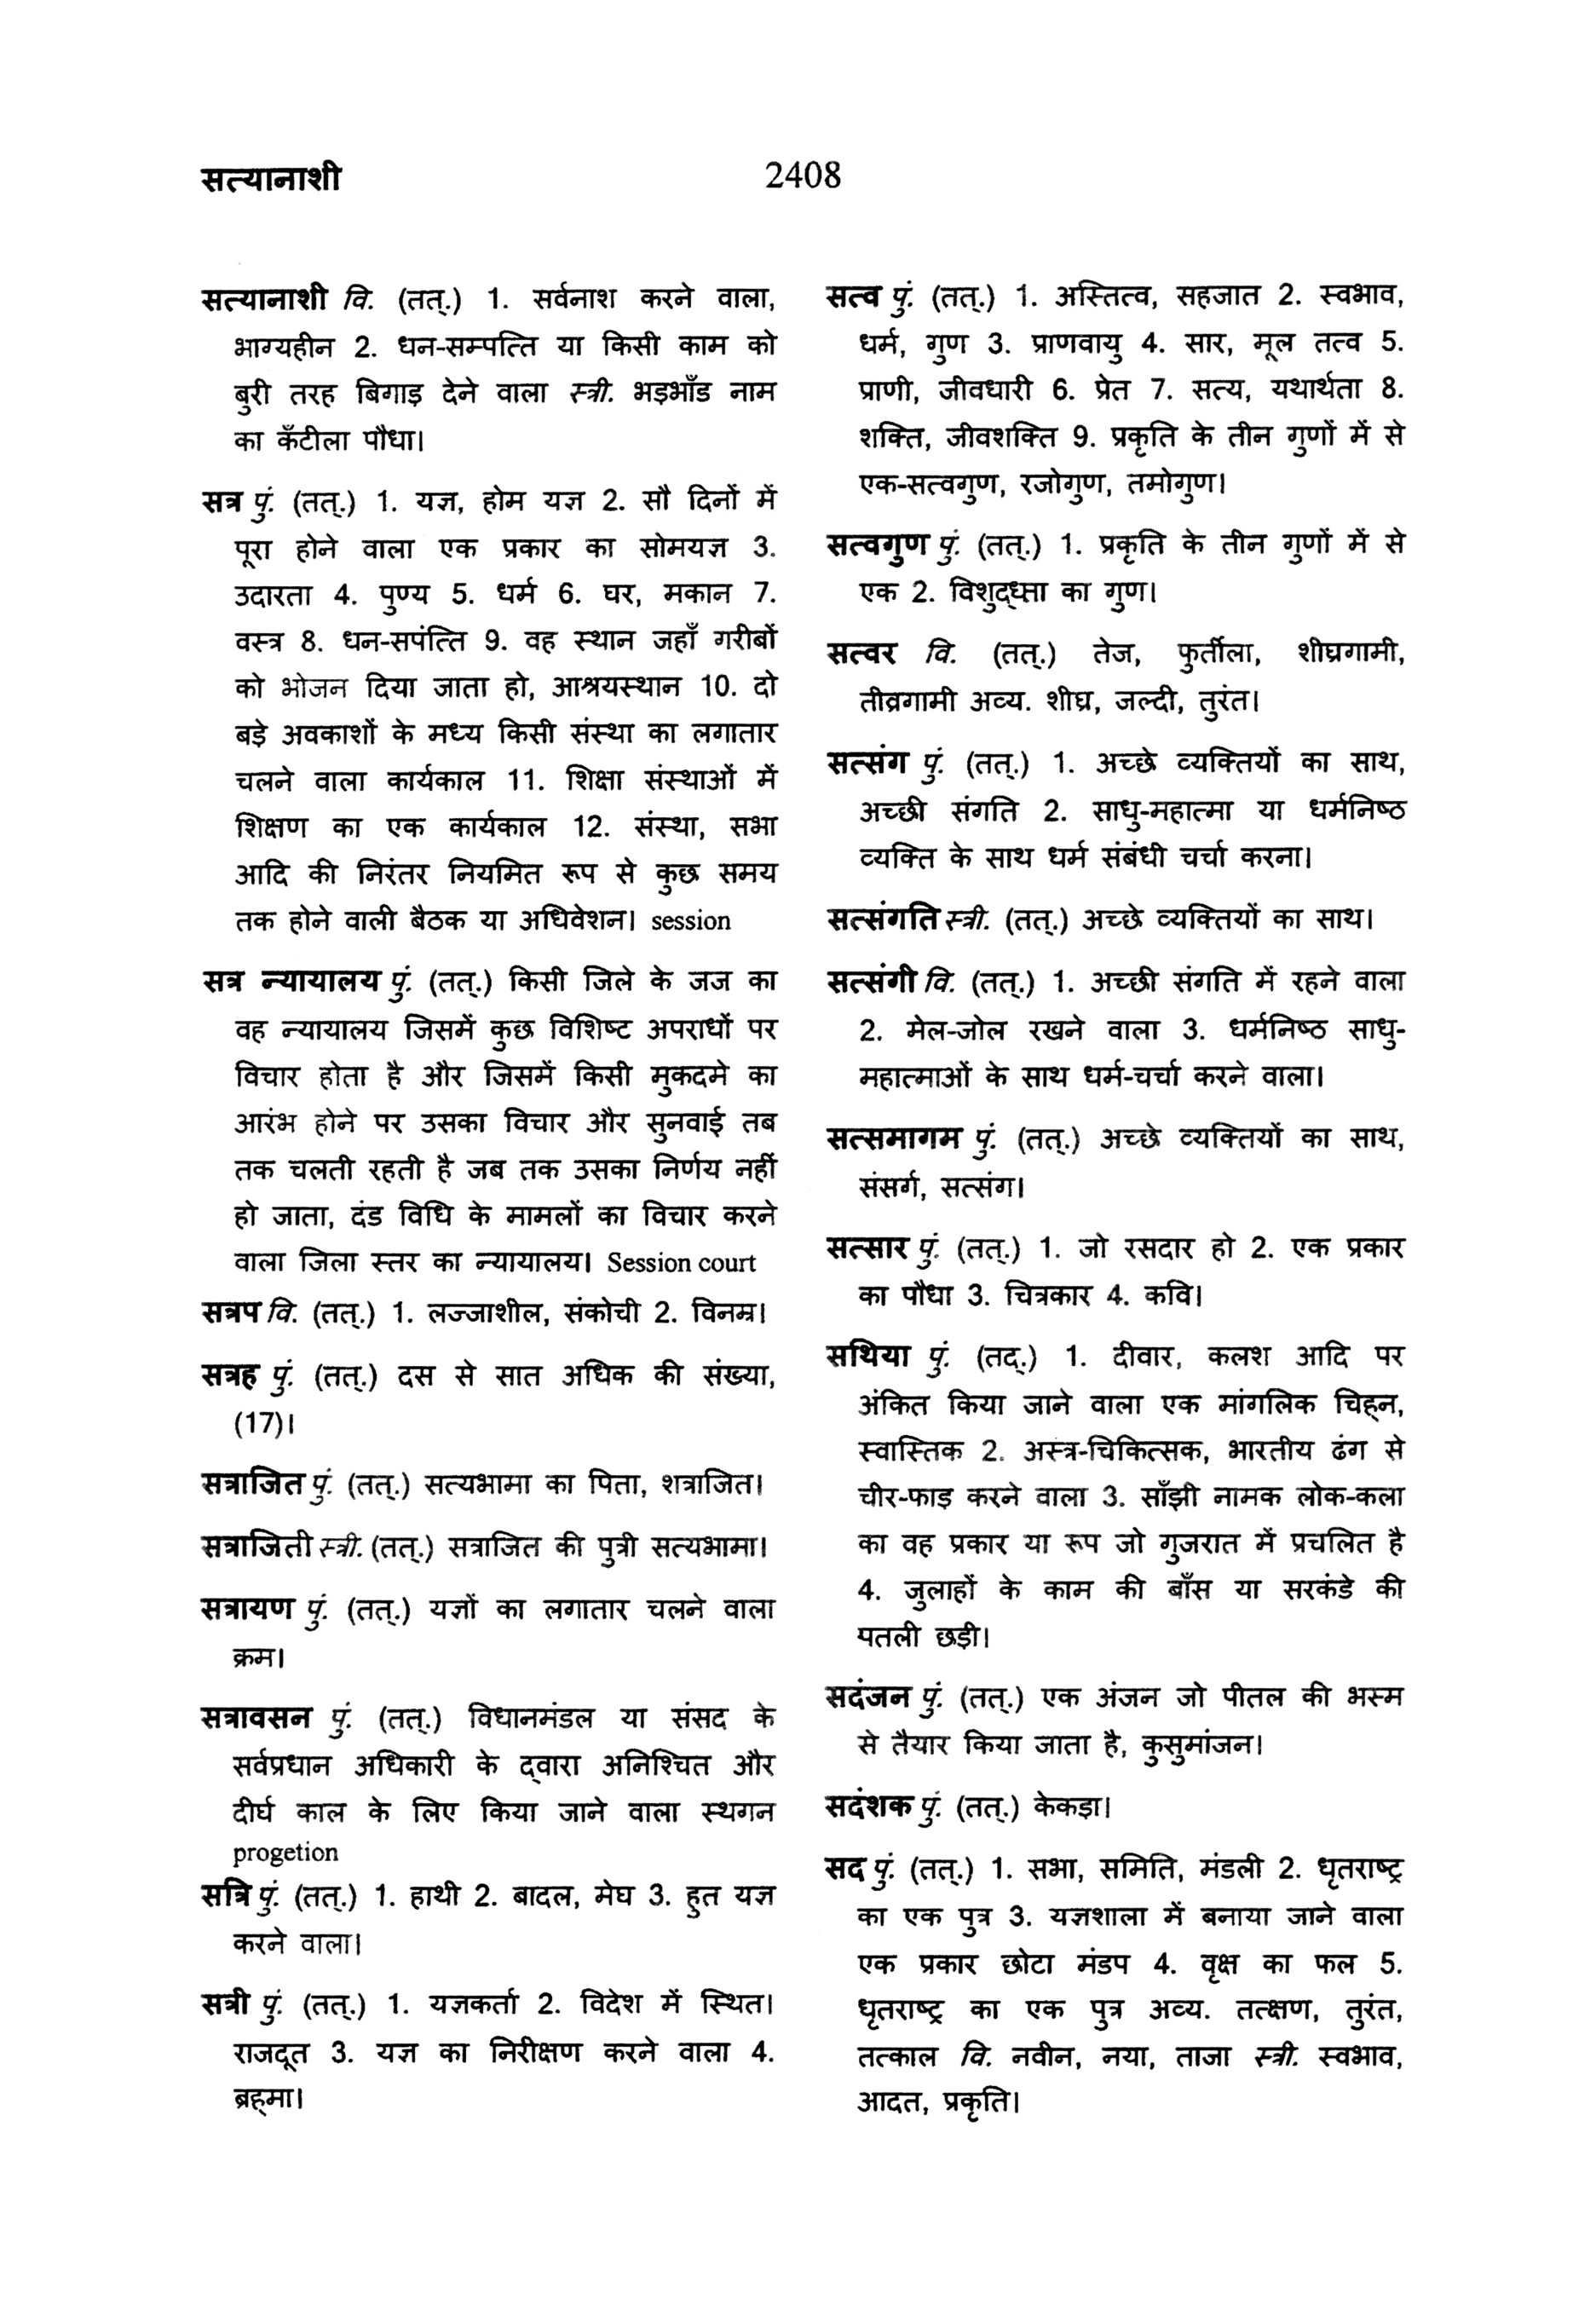 सत्यानाशी
2408
सत्यानाशी वि. (तत्.) 1. सर्वनाश करने वाला,
भाग्यहीन 2. धन-सम्पत्ति या किसी काम को
बुरी तरह बिगाड़ देने वाला स्त्री. भड़भाँड नाम
का कँटीला पौधा।
सत्र पुं. (तत्.) 1. यज्ञ, होम यज्ञ 2. सौ दिनों में
पूरा होने वाला एक प्रकार का सोमयज्ञ 3.
उदारता 4. पुण्य 5. धर्म 6. घर, मकान 7.
वस्त्र 8. धन-सपंत्ति 9. वह स्थान जहाँ गरीबों
को भोजन दिया जाता हो, आश्रयस्थान 10. दो
बड़े अवकाशों के मध्य किसी संस्था का लगातार
चलने वाला कार्यकाल 11. शिक्षा संस्थाओं में
शिक्षण का एक कार्यकाल 12. संस्था, सभा
आदि की निरंतर नियमित रूप से कुछ समय
तक होने वाली बैठक या अधिवेशन। session
सत्र न्यायालय पुं. (तत्.) किसी जिले के जज का
वह न्यायालय जिसमें कुछ विशिष्ट अपराधों पर
विचार होता है और जिसमें किसी मुकदमे का
आरंभ होने पर उसका विचार और सुनवाई तब
तक चलती रहती है जब तक उसका निर्णय नहीं
हो जाता, दंड विधि के मामलों का विचार करने
वाला जिला स्तर का न्यायालय। Session court
सत्रप वि. (तत्.) 1. लज्जाशील, संकोची 2. विनम्र।
सत्रह पुं. (तत्.) दस से सात अधिक की संख्या,
(17)।
सत्राजित पुं. (तत्.) सत्यभामा का पिता, शत्राजित।
सत्राजिती स्त्री. (तत्.) सत्राजित की पुत्री सत्यभामा।
सत्रायण पुं. (तत्.) यज्ञों का लगातार चलने वाला
क्रम।
सत्रावसन पुं. (तत्.) विधानमंडल या संसद के
सर्वप्रधान अधिकारी के द्वारा अनिश्चित और
दीर्घ काल के लिए किया जाने वाला स्थगन
progetion
सत्रि पुं. (तत्.) 1. हाथी 2. बादल, मेघ 3. हुत यज्ञ
करने वाला।
सत्री पुं. (तत्.) 1. यज्ञकर्ता 2. विदेश में स्थित।
राजदूत 3. यज्ञ का निरीक्षण करने वाला 4.
ब्रह्मा।
सत्व पुं. (तत्.) 1. अस्तित्व, सहजात 2. स्वभाव,
धर्म, गुण 3. प्राणवायु 4. सार, मूल तत्व 5.
प्राणी, जीवधारी 6. प्रेत 7. सत्य, यथार्थता 8.
शक्ति, जीवशक्ति 9. प्रकृति के तीन गुणों में से
एक-सत्वगुण, रजोगुण, तमोगुण।
सत्वगुण पुं. (तत्.) 1. प्रकृति के तीन गुणों में से
एक 2. विशुद्ध्ता का गुण।
सत्वर वि. (तत्.) तेज, फुर्तीला, शीघ्रगामी,
तीव्रगामी अव्य. शीघ्र, जल्दी, तुरंत।
सत्संग पुं. (तत्.) 1. अच्छे व्यक्तियों का साथ,
अच्छी संगति 2. साधु-महात्मा या धर्मनिष्ठ
व्यक्ति के साथ धर्म संबंधी चर्चा करना।
सत्संगति स्त्री. (तत्.) अच्छे व्यक्तियों का साथ।
सत्संगी वि. (तत्.) 1. अच्छी संगति में रहने वाला
2. मेल-जोल रखने वाला 3. धर्मनिष्ठ साधु-
महात्माओं के साथ धर्म-चर्चा करने वाला।
सत्समागम पुं. (तत्.) अच्छे व्यक्तियों का साथ,
संसर्ग, सत्संग।
सत्सार पुं. (तत्.) 1. जो रसदार हो 2. एक प्रकार
का पौधा 3. चित्रकार 4. कवि।
सथिया पुं. (तद्.) 1. दीवार, कलश आदि पर
अंकित किया जाने वाला एक मांगलिक चिह्न,
स्वास्तिक 2. अस्त्र-चिकित्सक, भारतीय ढंग से
चीर-फाड़ करने वाला 3. साँझी नामक लोक-कला
का वह प्रकार या रूप जो गुजरात में प्रचलित है
4. जुलाहों के काम की बाँस या सरकंडे की
पतली छड़ी।
सदंजन पुं. (तत्.) एक अंजन जो पीतल की भस्म
से तैयार किया जाता है, कुसुमांजन।
सदंशक पुं. (तत्.) केकड़ा।
सद पुं. (तत्.) 1. सभा, समिति, मंडली 2. धृतराष्ट्र
का एक पुत्र 3. यज्ञशाला में बनाया जाने वाला
एक प्रकार छोटा मंडप 4. वृक्ष का फल 5.
धृतराष्ट्र का एक पुत्र अव्य. तत्क्षण, तुरंत,
तत्काल वि. नवीन, नया, ताजा स्त्री. स्वभाव,
आदत, प्रकृति।